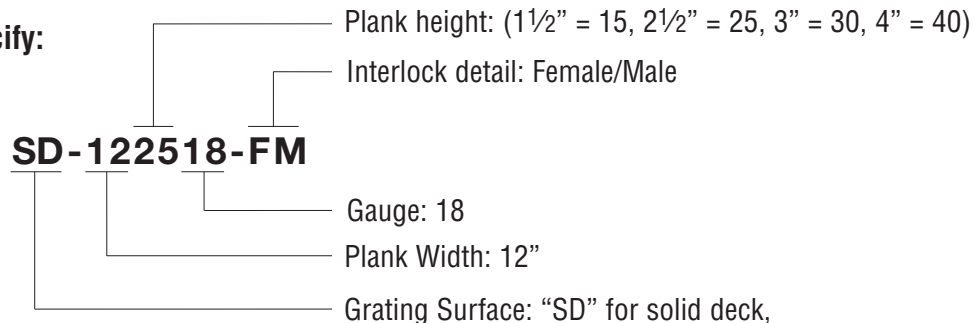 Plank height: (1½” = 15, 2½” = 25, 3” = 30, 4” = 40)
cify:
Interlock detail: Female/Male
SD-122518-FM
Gauge: 18
Plank Width: 12”
Grating Surface: “SD” for solid deck,